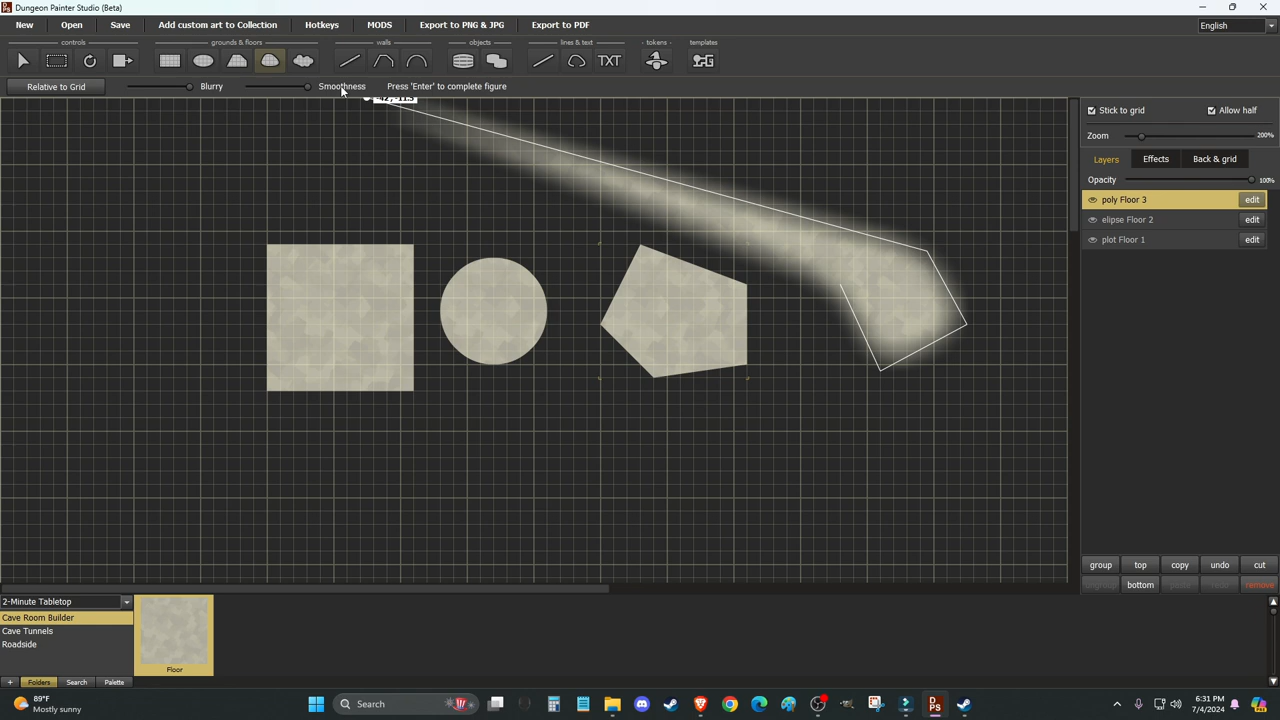 Dungeon Painter Studio (Beta)
New Open Save Add custom art to Collection Hotkeys MODS Export to PNG & JPG Export to PDF English
controls grounds & floors walls objects lines & text tokens templates
TXT
Relative to Grid Blurry Smoothness Press 'Enter' to complete figure
Stick to grid Allow half
Zoom 200%
Layers Effects Back & grid
Opacity 100%
poly Floor 3 edit
elipse Floor 2 edit
plot Floor 1 edit
group top copy undo cut
bottom remove
2-Minute Tabletop
Cave Room Builder
Cave Tunnels
Roadside
Floor
+ Folders Search Palette
89°F
Mostly sunny
Search
6:31 PM
7/4/2024